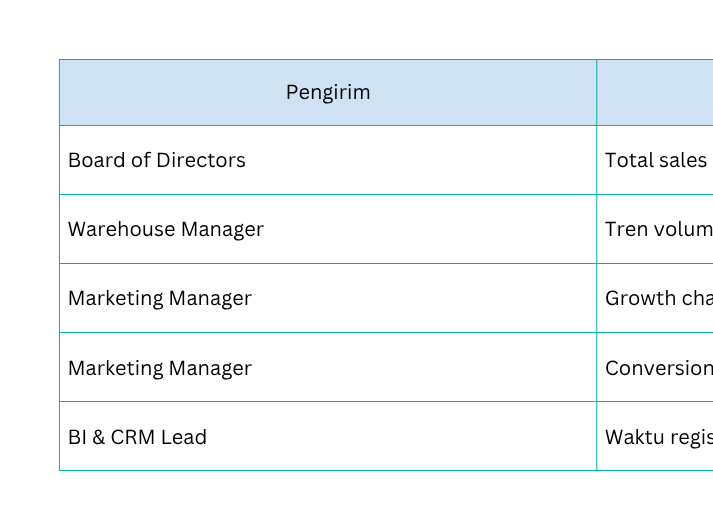 Pengirim
Board of Directors Total sales
Warehouse Manager Tren volum
Marketing Manager Growth cha
Marketing Manager Conversion
BI & CRM Lead Waktu regis